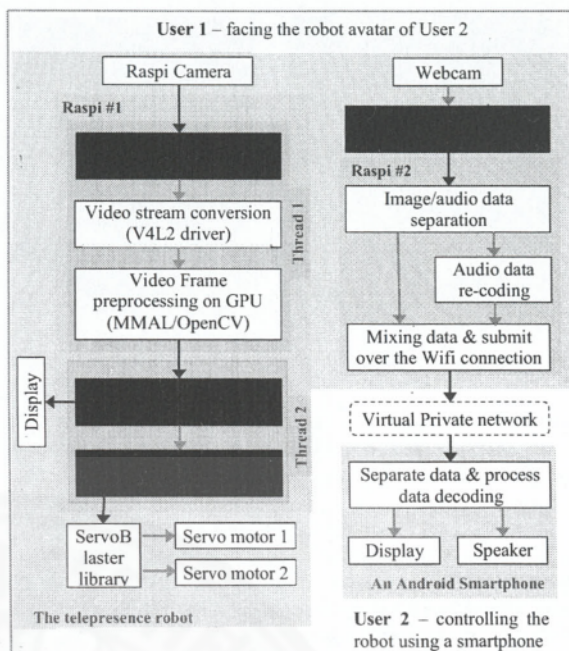 User 1 – facing the robot avatar of User 2
Raspi Camera
Raspi #1
Video stream conversion
(V4L2 driver)
Thread 1
Video Frame
preprocessing on GPU
(MMAL/OpenCV)
Display
Thread 2
ServoB
laster
library
Servo motor 1
Servo motor 2
The telepresence robot
Webcam
Raspi #2
Image/audio data
separation
Audio data
re-coding
Mixing data & submit
over the Wifi connection
Virtual Private network
Separate data & process
data decoding
Display
Speaker
An Android Smartphone
User 2 – controlling the
robot using a smartphone